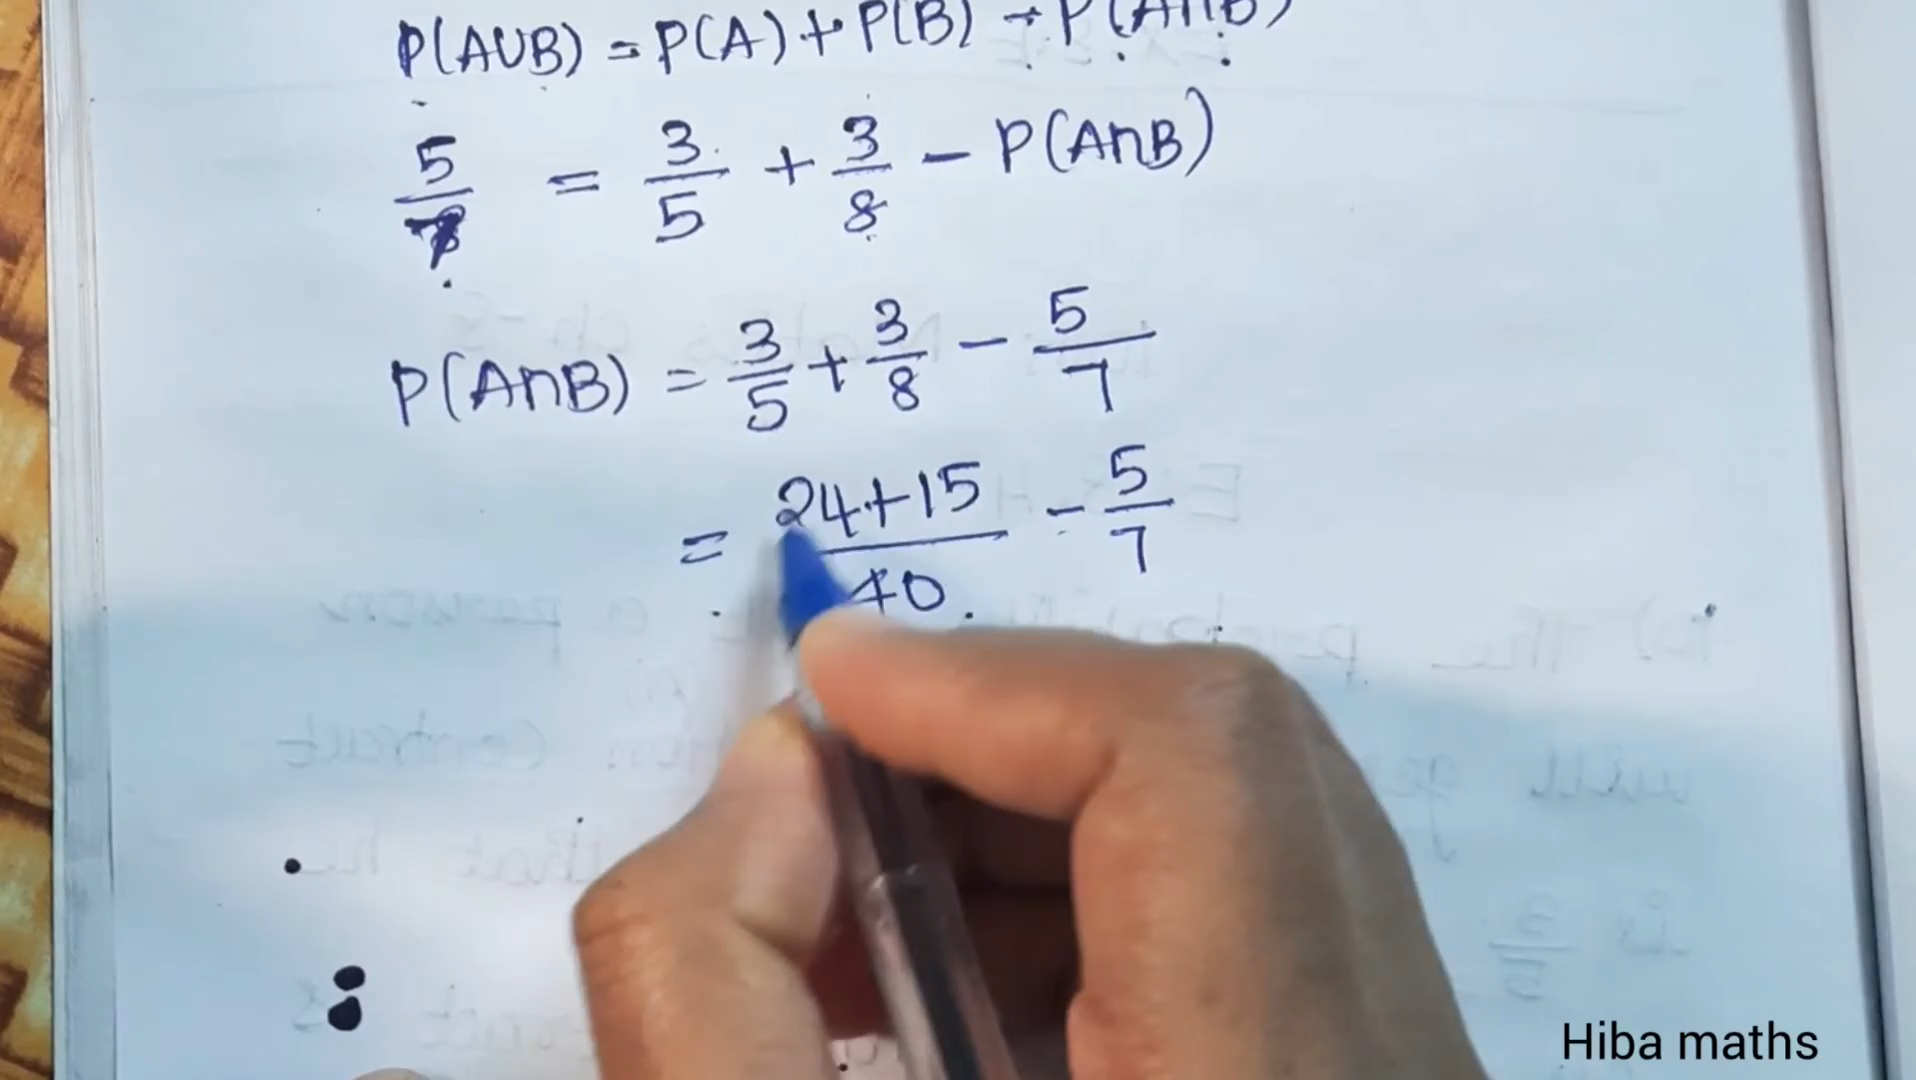 P(A∪B) = P(A) + P(B) - P(A∩B)
5/7 = 3/5 + 3/8 - P(A∩B)
P(A∩B) = 3/5 + 3/8 - 5/7
= 24+15/40 - 5/7
Hiba maths